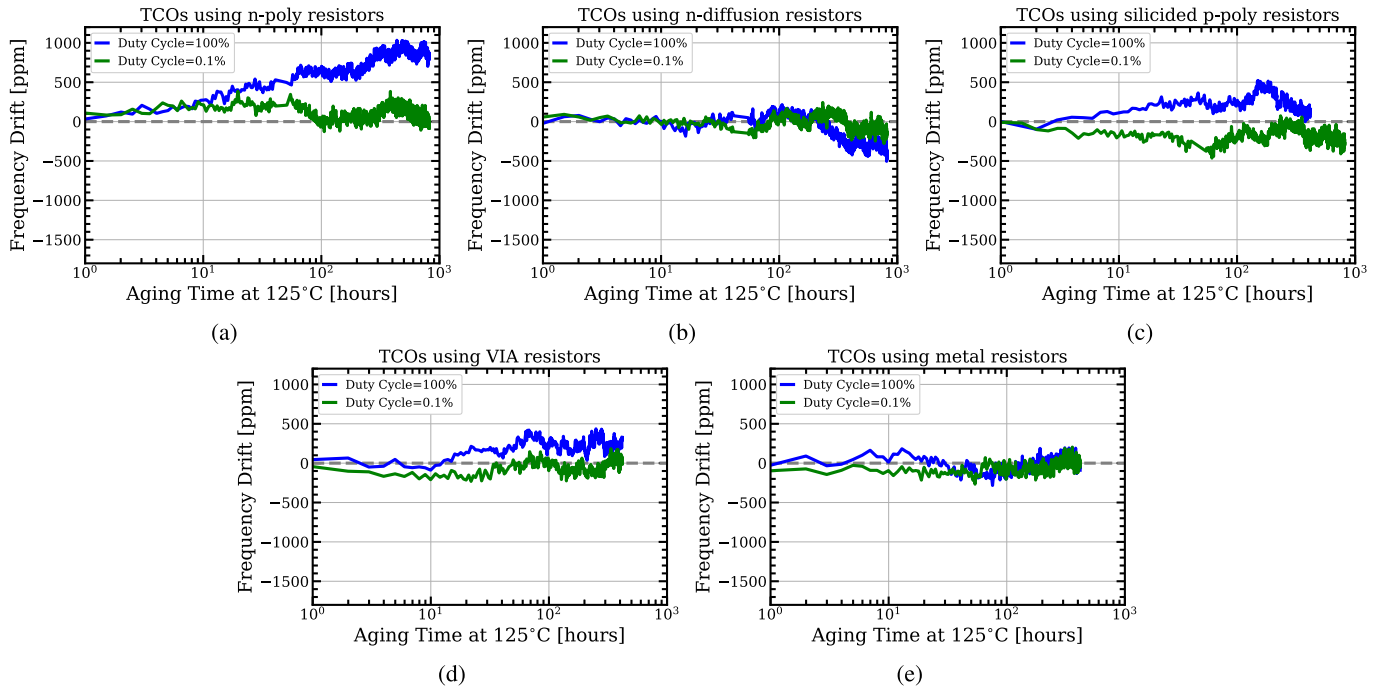 TCOs using n-poly resistors
Duty Cycle=100%
Duty Cycle=0.1%
Frequency Drift [ppm]
1000
500
0
−500
−1000
−1500
10^0 10^1 10^2 10^3
Aging Time at 125°C [hours]
(a)
TCOs using n-diffusion resistors
Duty Cycle=100%
Duty Cycle=0.1%
Frequency Drift [ppm]
1000
500
0
−500
−1000
−1500
10^0 10^1 10^2 10^3
Aging Time at 125°C [hours]
(b)
TCOs using silicided p-poly resistors
Duty Cycle=100%
Duty Cycle=0.1%
Frequency Drift [ppm]
1000
500
0
−500
−1000
−1500
10^0 10^1 10^2 10^3
Aging Time at 125°C [hours]
(c)
TCOs using VIA resistors
Duty Cycle=100%
Duty Cycle=0.1%
Frequency Drift [ppm]
1000
500
0
−500
−1000
−1500
10^0 10^1 10^2 10^3
Aging Time at 125°C [hours]
(d)
TCOs using metal resistors
Duty Cycle=100%
Duty Cycle=0.1%
Frequency Drift [ppm]
1000
500
0
−500
−1000
−1500
10^0 10^1 10^2 10^3
Aging Time at 125°C [hours]
(e)